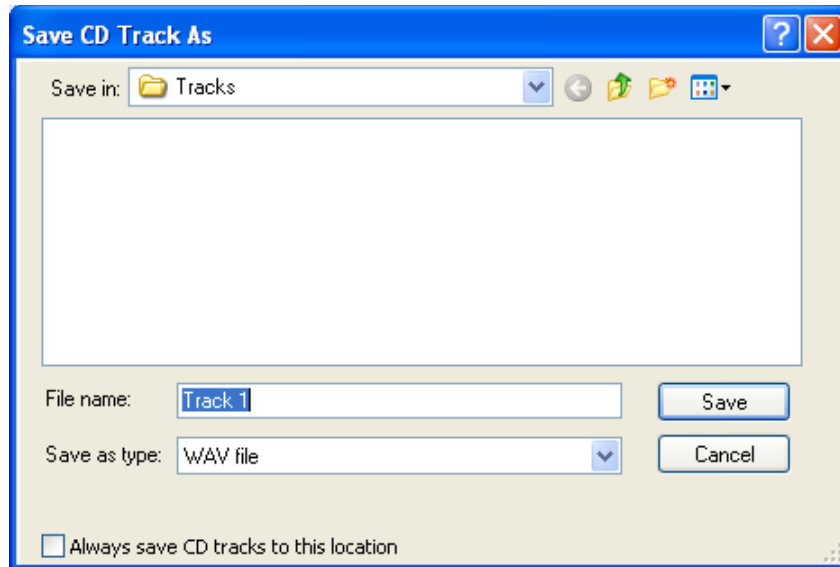 Save CD Track As
Save in: Tracks
File name: Track 1 Save
Save as type: WAV file Cancel
Always save CD tracks to this location